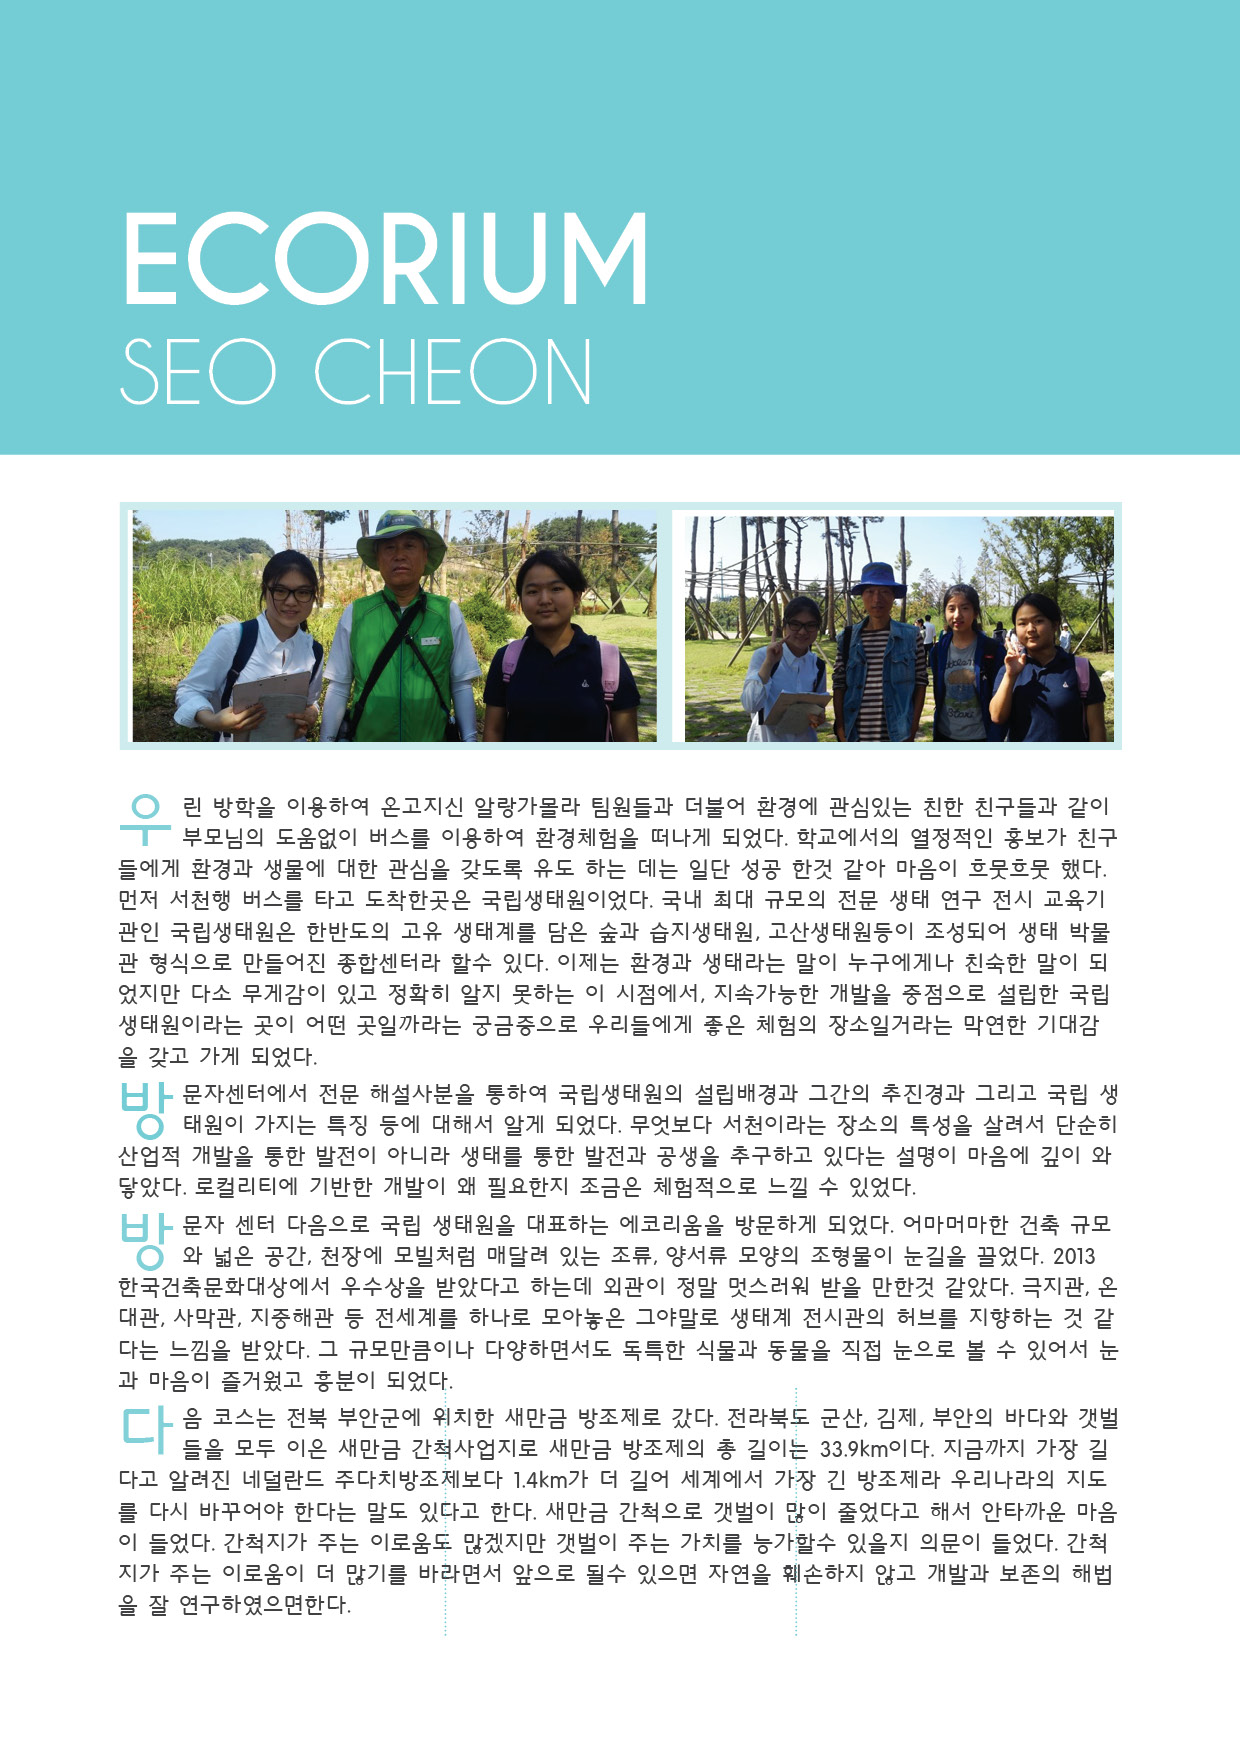 ECORIUM
SEO CHEON
우린 방학을 이용하여 온고지신 알랑가몰라 팀원들과 더불어 환경에 관심있는 친한 친구들과 같이
부모님의 도움없이 버스를 이용하여 환경체험을 떠나게 되었다. 학교에서의 열정적인 홍보가 친구
들에게 환경과 생물에 대한 관심을 갖도록 유도 하는 데는 일단 성공 한것 같아 마음이 흐뭇흐뭇 했다.
먼저 서천행 버스를 타고 도착한곳은 국립생태원이었다. 국내 최대 규모의 전문 생태 연구 전시 교육기
관인 국립생태원은 한반도의 고유 생태계를 담은 숲과 습지생태원, 고산생태원등이 조성되어 생태 박물
관 형식으로 만들어진 종합센터라 할수 있다. 이제는 환경과 생태라는 말이 누구에게나 친숙한 말이 되
었지만 다소 무게감이 있고 정확히 알지 못하는 이 시점에서, 지속가능한 개발을 중점으로 설립한 국립
생태원이라는 곳이 어떤 곳일까라는 궁금증으로 우리들에게 좋은 체험의 장소일거라는 막연한 기대감
을 갖고 가게 되었다.
방문자센터에서 전문 해설사분을 통하여 국립생태원의 설립배경과 그간의 추진경과 그리고 국립 생
태원이 가지는 특징 등에 대해서 알게 되었다. 무엇보다 서천이라는 장소의 특성을 살려서 단순히
산업적 개발을 통한 발전이 아니라 생태를 통한 발전과 공생을 추구하고 있다는 설명이 마음에 깊이 와
닿았다. 로컬리티에 기반한 개발이 왜 필요한지 조금은 체험적으로 느낄 수 있었다.
방문자 센터 다음으로 국립 생태원을 대표하는 에코리움을 방문하게 되었다. 어마머마한 건축 규모
와 넓은 공간, 천장에 모빌처럼 매달려 있는 조류, 양서류 모양의 조형물이 눈길을 끌었다. 2013
한국건축문화대상에서 우수상을 받았다고 하는데 외관이 정말 멋스러워 받을 만한것 같았다. 극지관, 온
대관, 사막관, 지중해관 등 전세계를 하나로 모아놓은 그야말로 생태계 전시관의 허브를 지향하는 것 같
다는 느낌을 받았다. 그 규모만큼이나 다양하면서도 독특한 식물과 동물을 직접 눈으로 볼 수 있어서 눈
과 마음이 즐거웠고 흥분이 되었다.
다음 코스는 전북 부안군에 위치한 새만금 방조제로 갔다. 전라북도 군산, 김제, 부안의 바다와 갯벌
들을 모두 이은 새만금 간척사업지로 새만금 방조제의 총 길이는 33.9km이다. 지금까지 가장 길
다고 알려진 네덜란드 주다치방조제보다 1.4km가 더 길어 세계에서 가장 긴 방조제라 우리나라의 지도
를 다시 바꾸어야 한다는 말도 있다고 한다. 새만금 간척으로 갯벌이 많이 줄었다고 해서 안타까운 마음
이 들었다. 간척지가 주는 이로움도 많겠지만 갯벌이 주는 가치를 능가할수 있을지 의문이 들었다. 간척
지가 주는 이로움이 더 많기를 바라면서 앞으로 될수 있으면 자연을 훼손하지 않고 개발과 보존의 해법
을 잘 연구하였으면한다.